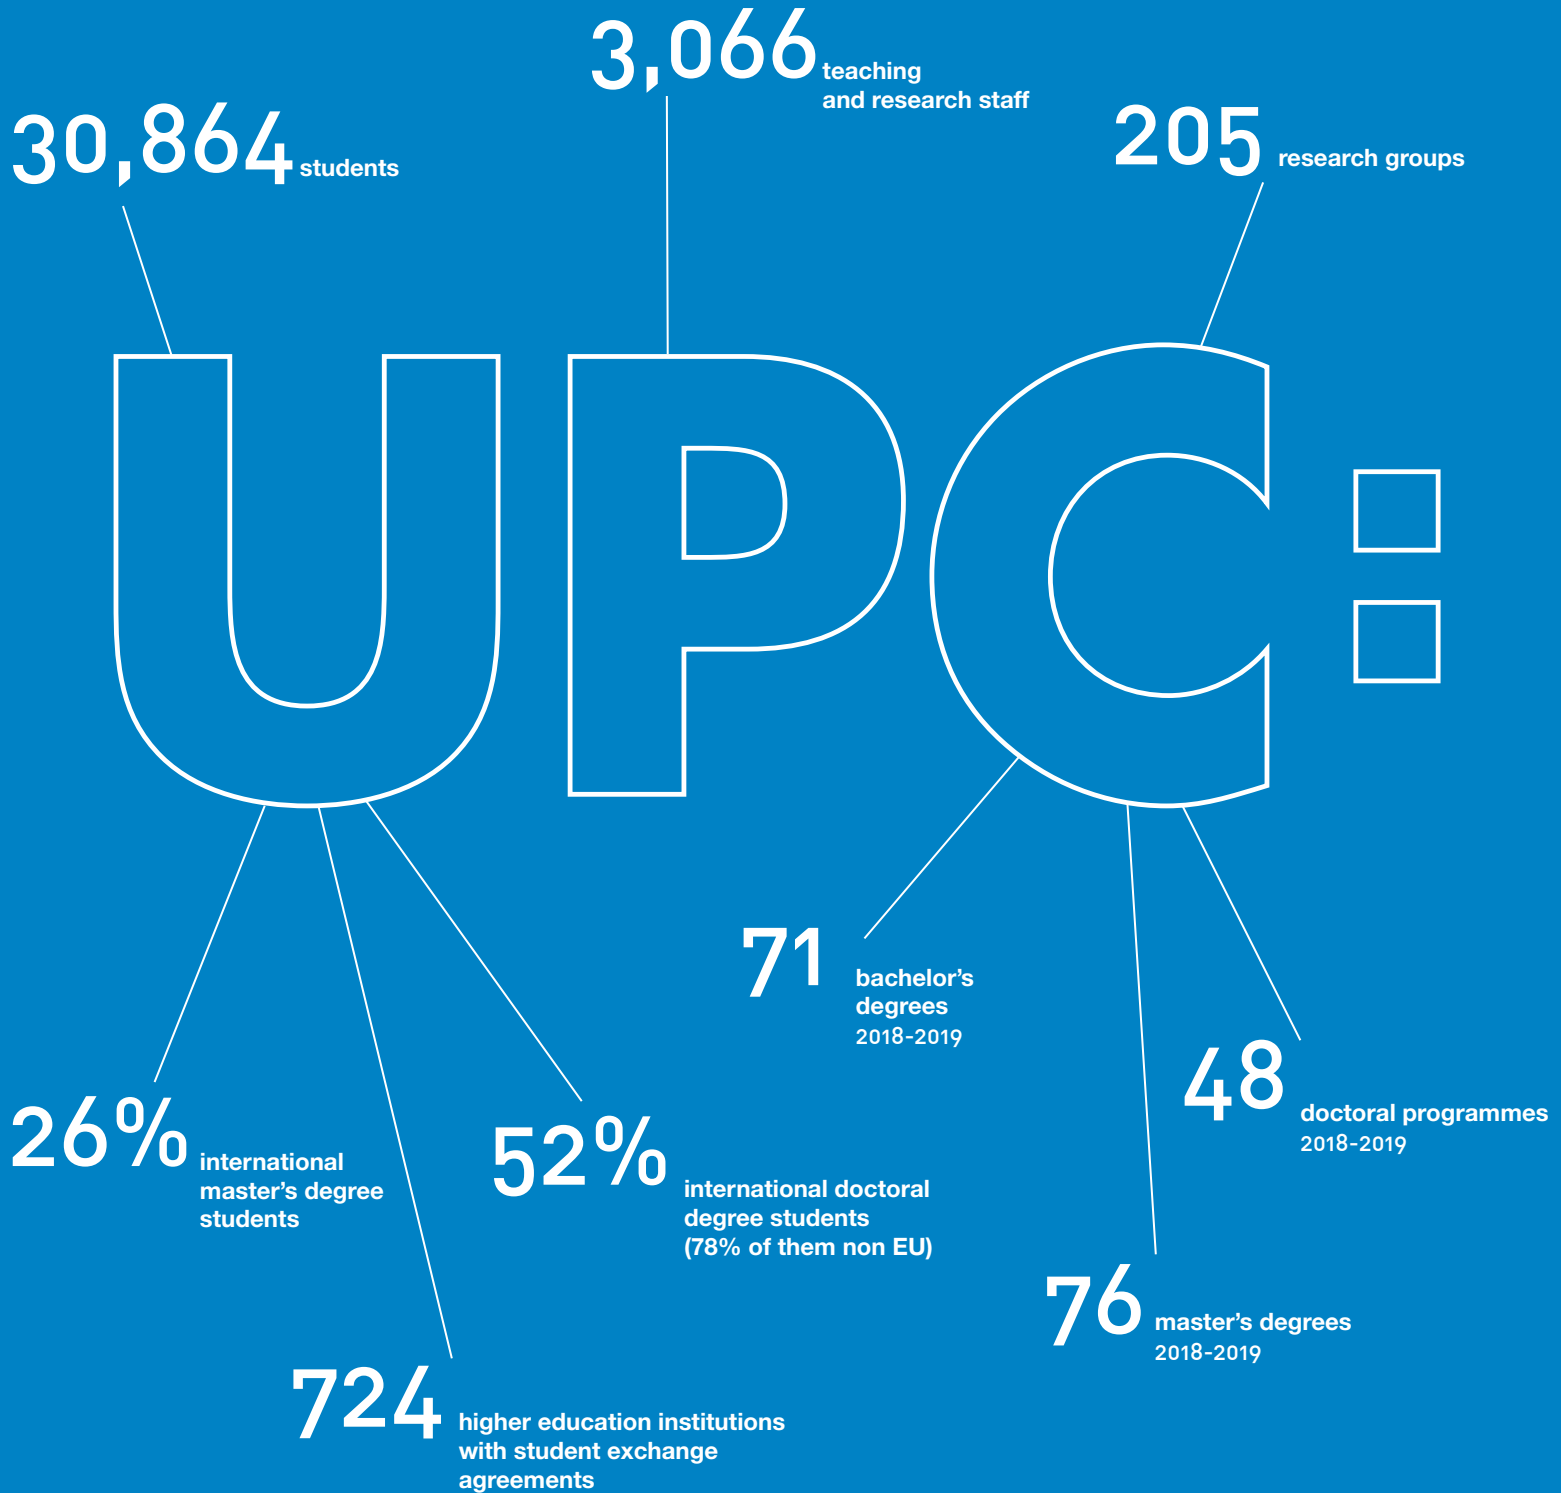 3,066 teaching
and research staff
30,864 students
205 research groups
UPC:
71 bachelor's
degrees
2018-2019
48 doctoral programmes
2018-2019
26% international
master's degree
students
52% international doctoral
degree students
(78% of them non EU)
76 master's degrees
2018-2019
724 higher education institutions
with student exchange
agreements